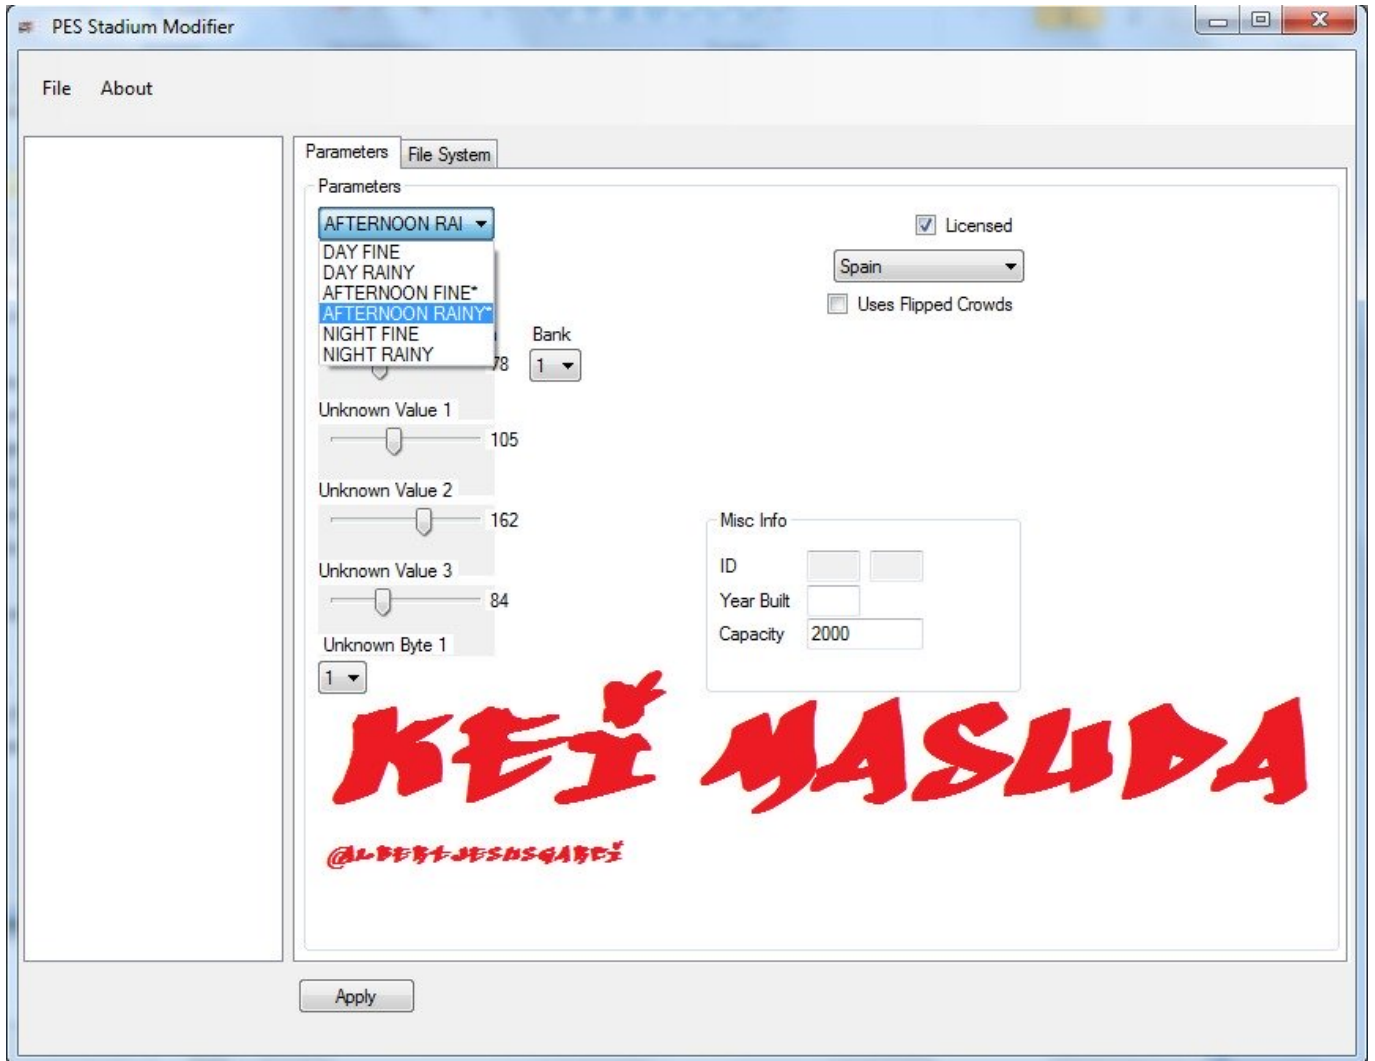 PES Stadium Modifier
File About
Parameters File System
Parameters
AFTERNOON RAI
DAY FINE
DAY RAINY
AFTERNOON FINE*
AFTERNOON RAINY*
NIGHT FINE
NIGHT RAINY
Licensed
Spain
Uses Flipped Crowds
Bank
78 1
Unknown Value 1
105
Unknown Value 2
162
Unknown Value 3
84
Unknown Byte 1
1
Misc Info
ID
Year Built
Capacity 2000
KEI MASUDA
@ALBERTJESUSGARCI
Apply